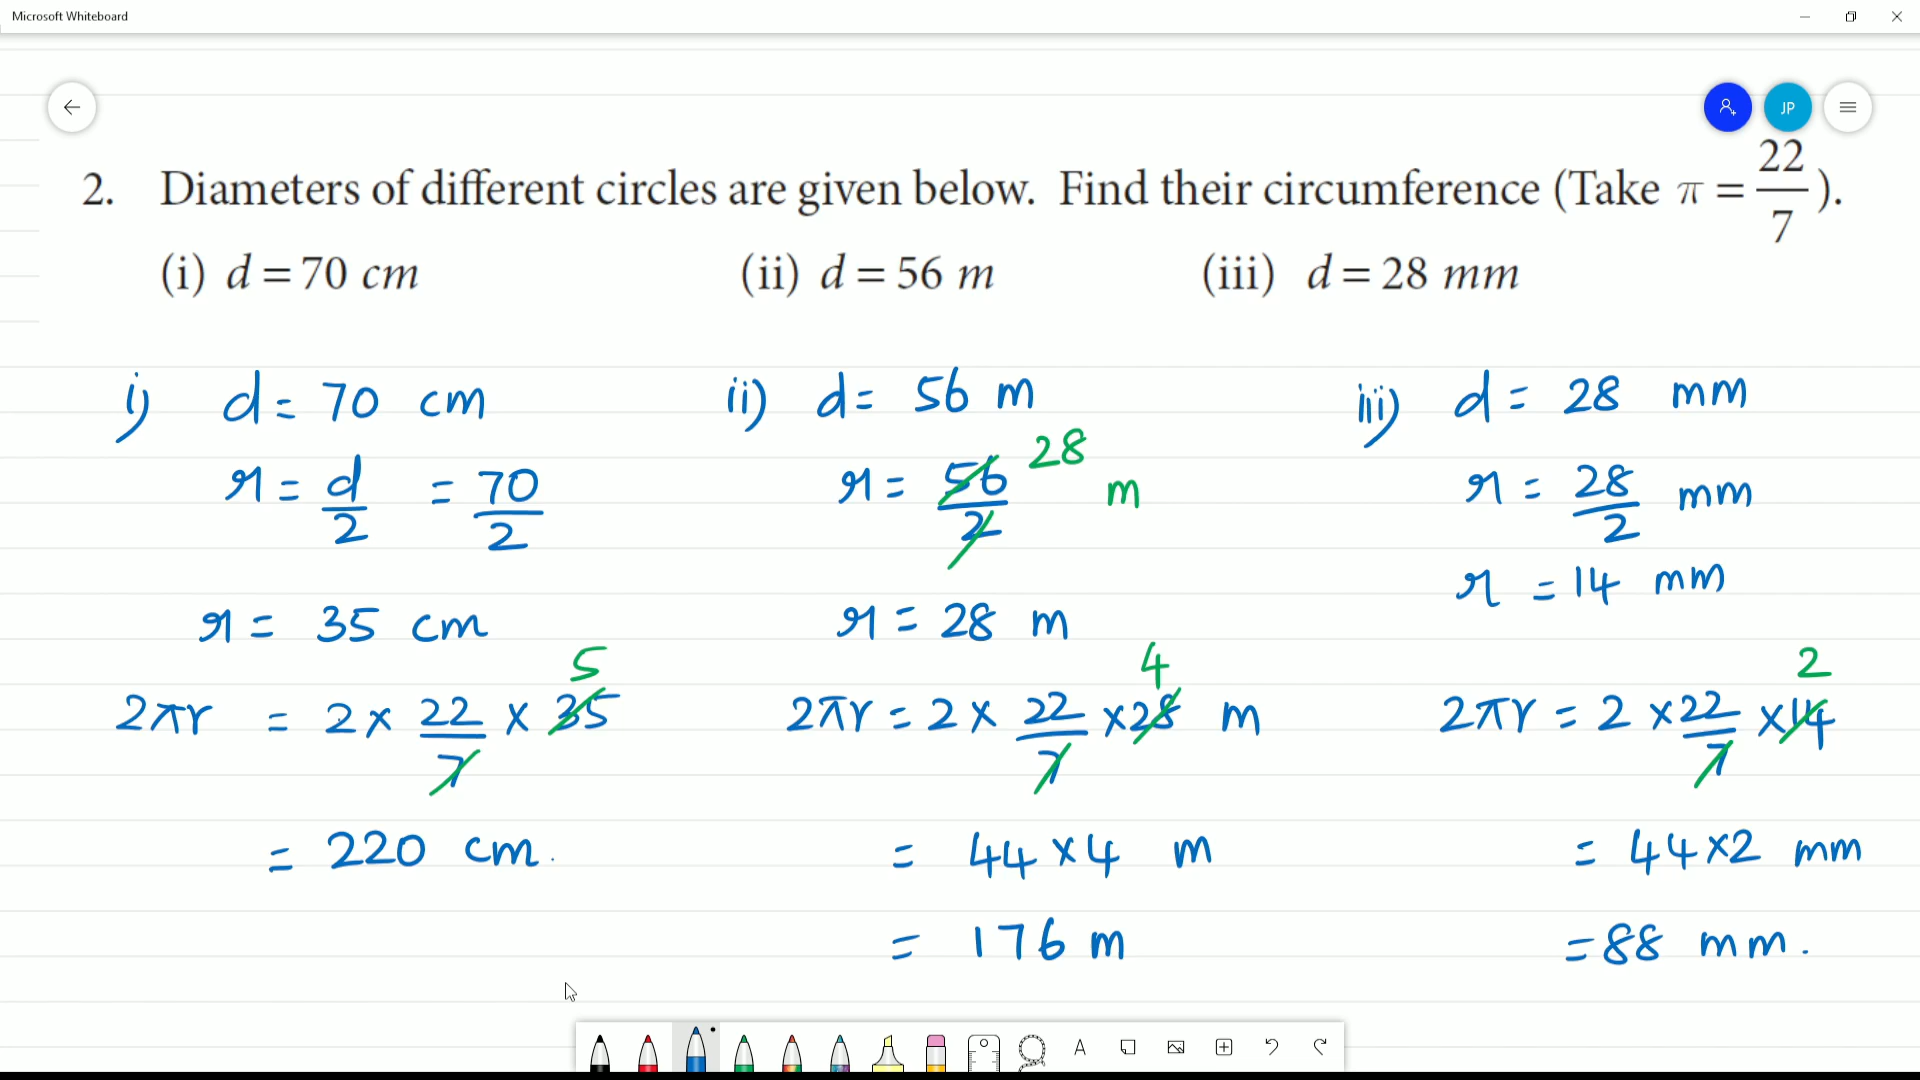 Microsoft Whiteboard
JP
2. Diameters of different circles are given below. Find their circumference (Take π = 22/7).
(i) d = 70 cm (ii) d = 56 m (iii) d = 28 mm
i) d = 70 cm
r = d/2 = 70/2
r = 35 cm
5
2πr = 2 × 22/7 × 35
= 220 cm.
ii) d = 56 m
28
r = 56/2 m
r = 28 m
4
2πr = 2 × 22/7 × 28 m
= 44 × 4 m
= 176 m
iii) d = 28 mm
r = 28/2 mm
r = 14 mm
2
2πr = 2 × 22/7 × 14
= 44 × 2 mm
= 88 mm.
A